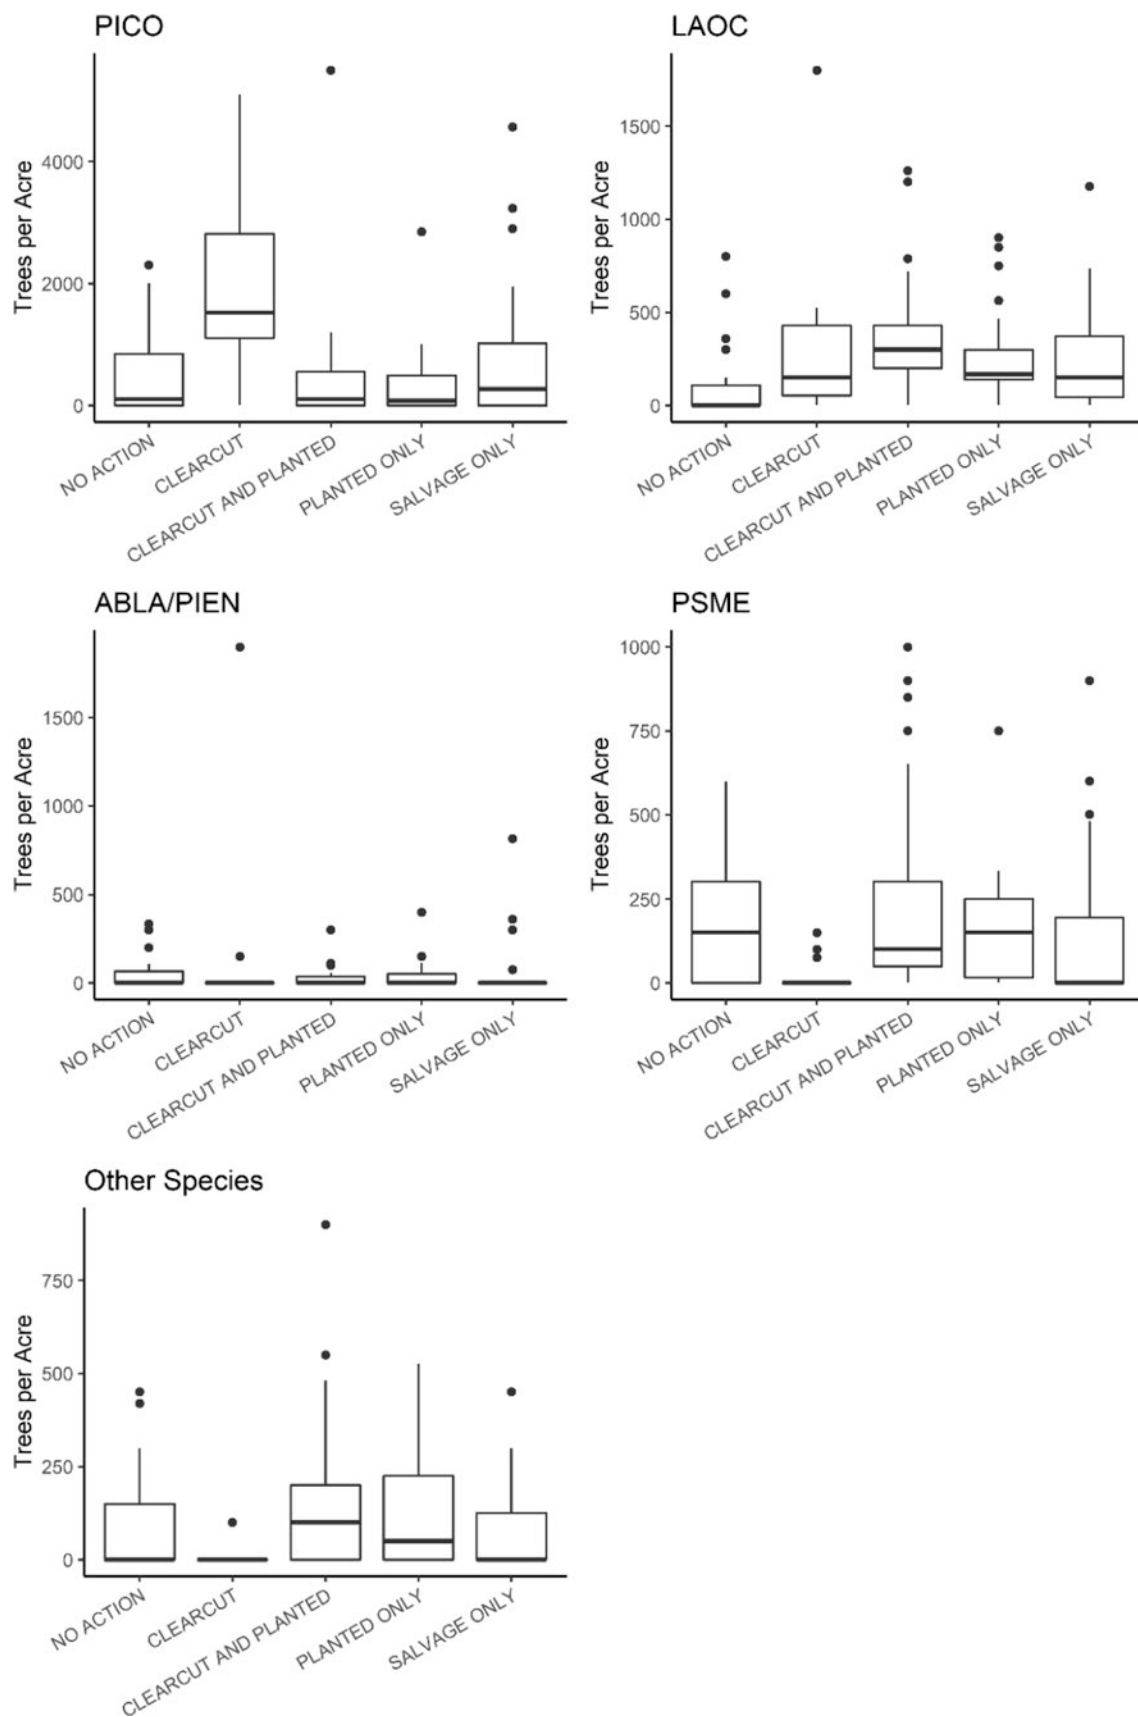 PICO
Trees per Acre
4000
2000
0
NO ACTION
CLEARCUT
CLEARCUT AND PLANTED
PLANTED ONLY
SALVAGE ONLY
LAOC
Trees per Acre
1500
1000
500
0
NO ACTION
CLEARCUT
CLEARCUT AND PLANTED
PLANTED ONLY
SALVAGE ONLY
ABLA/PIEN
Trees per Acre
1500
1000
500
0
NO ACTION
CLEARCUT
CLEARCUT AND PLANTED
PLANTED ONLY
SALVAGE ONLY
PSME
Trees per Acre
1000
750
500
250
0
NO ACTION
CLEARCUT
CLEARCUT AND PLANTED
PLANTED ONLY
SALVAGE ONLY
Other Species
Trees per Acre
750
500
250
0
NO ACTION
CLEARCUT
CLEARCUT AND PLANTED
PLANTED ONLY
SALVAGE ONLY